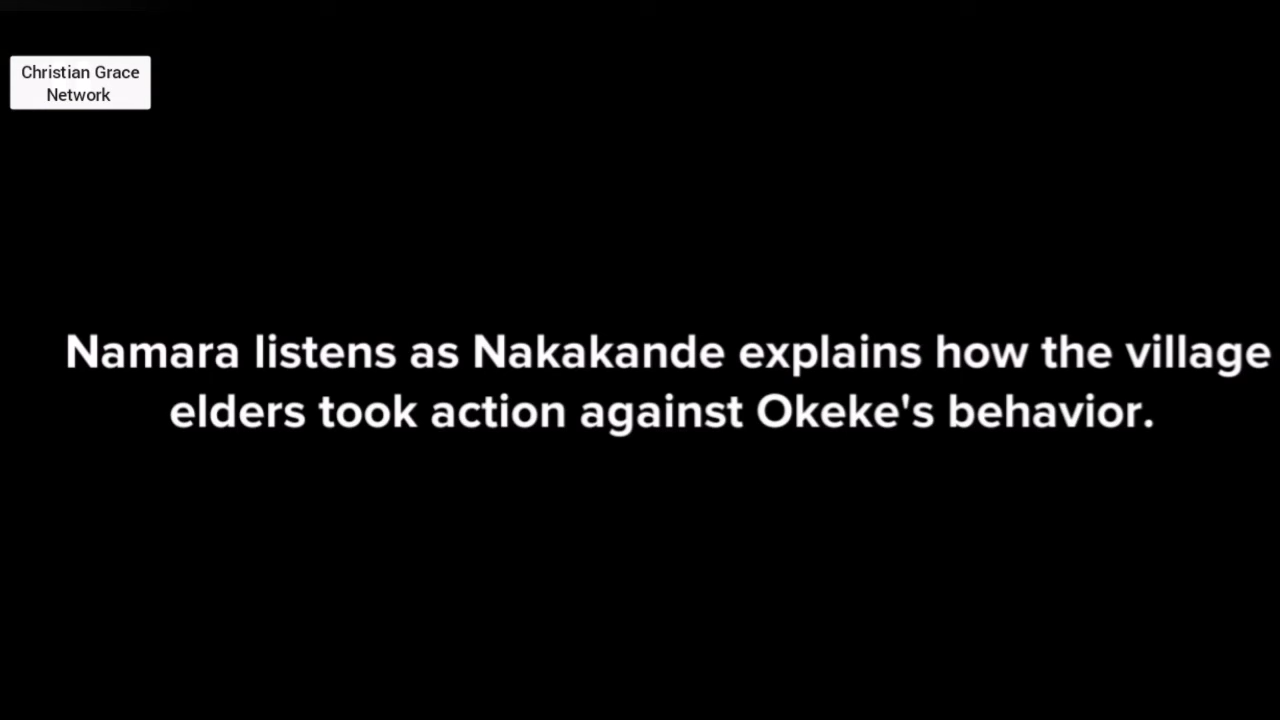 Christian Grace
Network
Namara listens as Nakakande explains how the village
elders took action against Okeke's behavior.